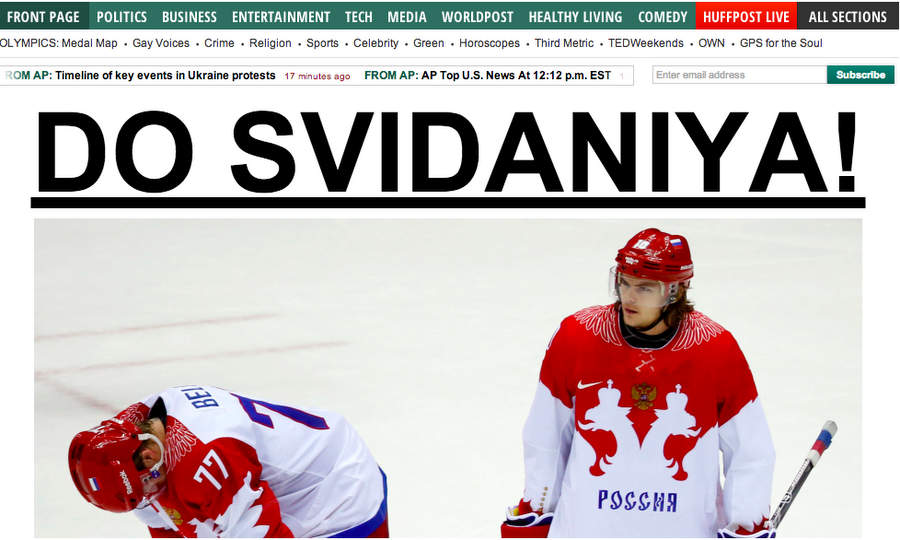 FRONT PAGE POLITICS BUSINESS ENTERTAINMENT TECH MEDIA WORLDPOST HEALTHY LIVING COMEDY HUFFPOST LIVE ALL SECTIONS
OLYMPICS: Medal Map • Gay Voices • Crime • Religion • Sports • Celebrity • Green • Horoscopes • Third Metric • TEDWeekends • OWN • GPS for the Soul
ROM AP: Timeline of key events in Ukraine protests 17 minutes ago FROM AP: AP Top U.S. News At 12:12 p.m. EST Enter email address Subscribe
DO SVIDANIYA!
77
Reebok
РОССИЯ